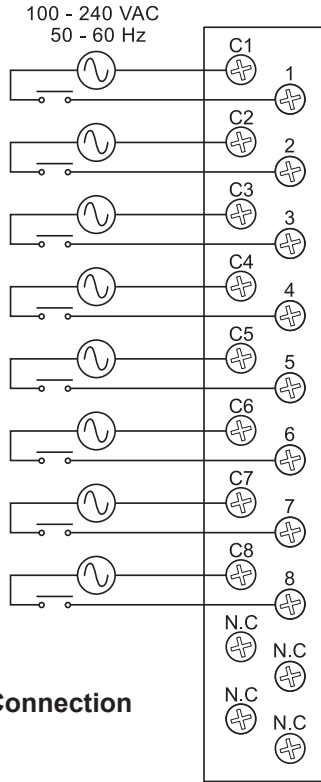 100 - 240 VAC
50 - 60 Hz
C1
1
C2
2
C3
3
C4
4
C5
5
C6
6
C7
7
C8
8
N.C
N.C
N.C
N.C
Connection